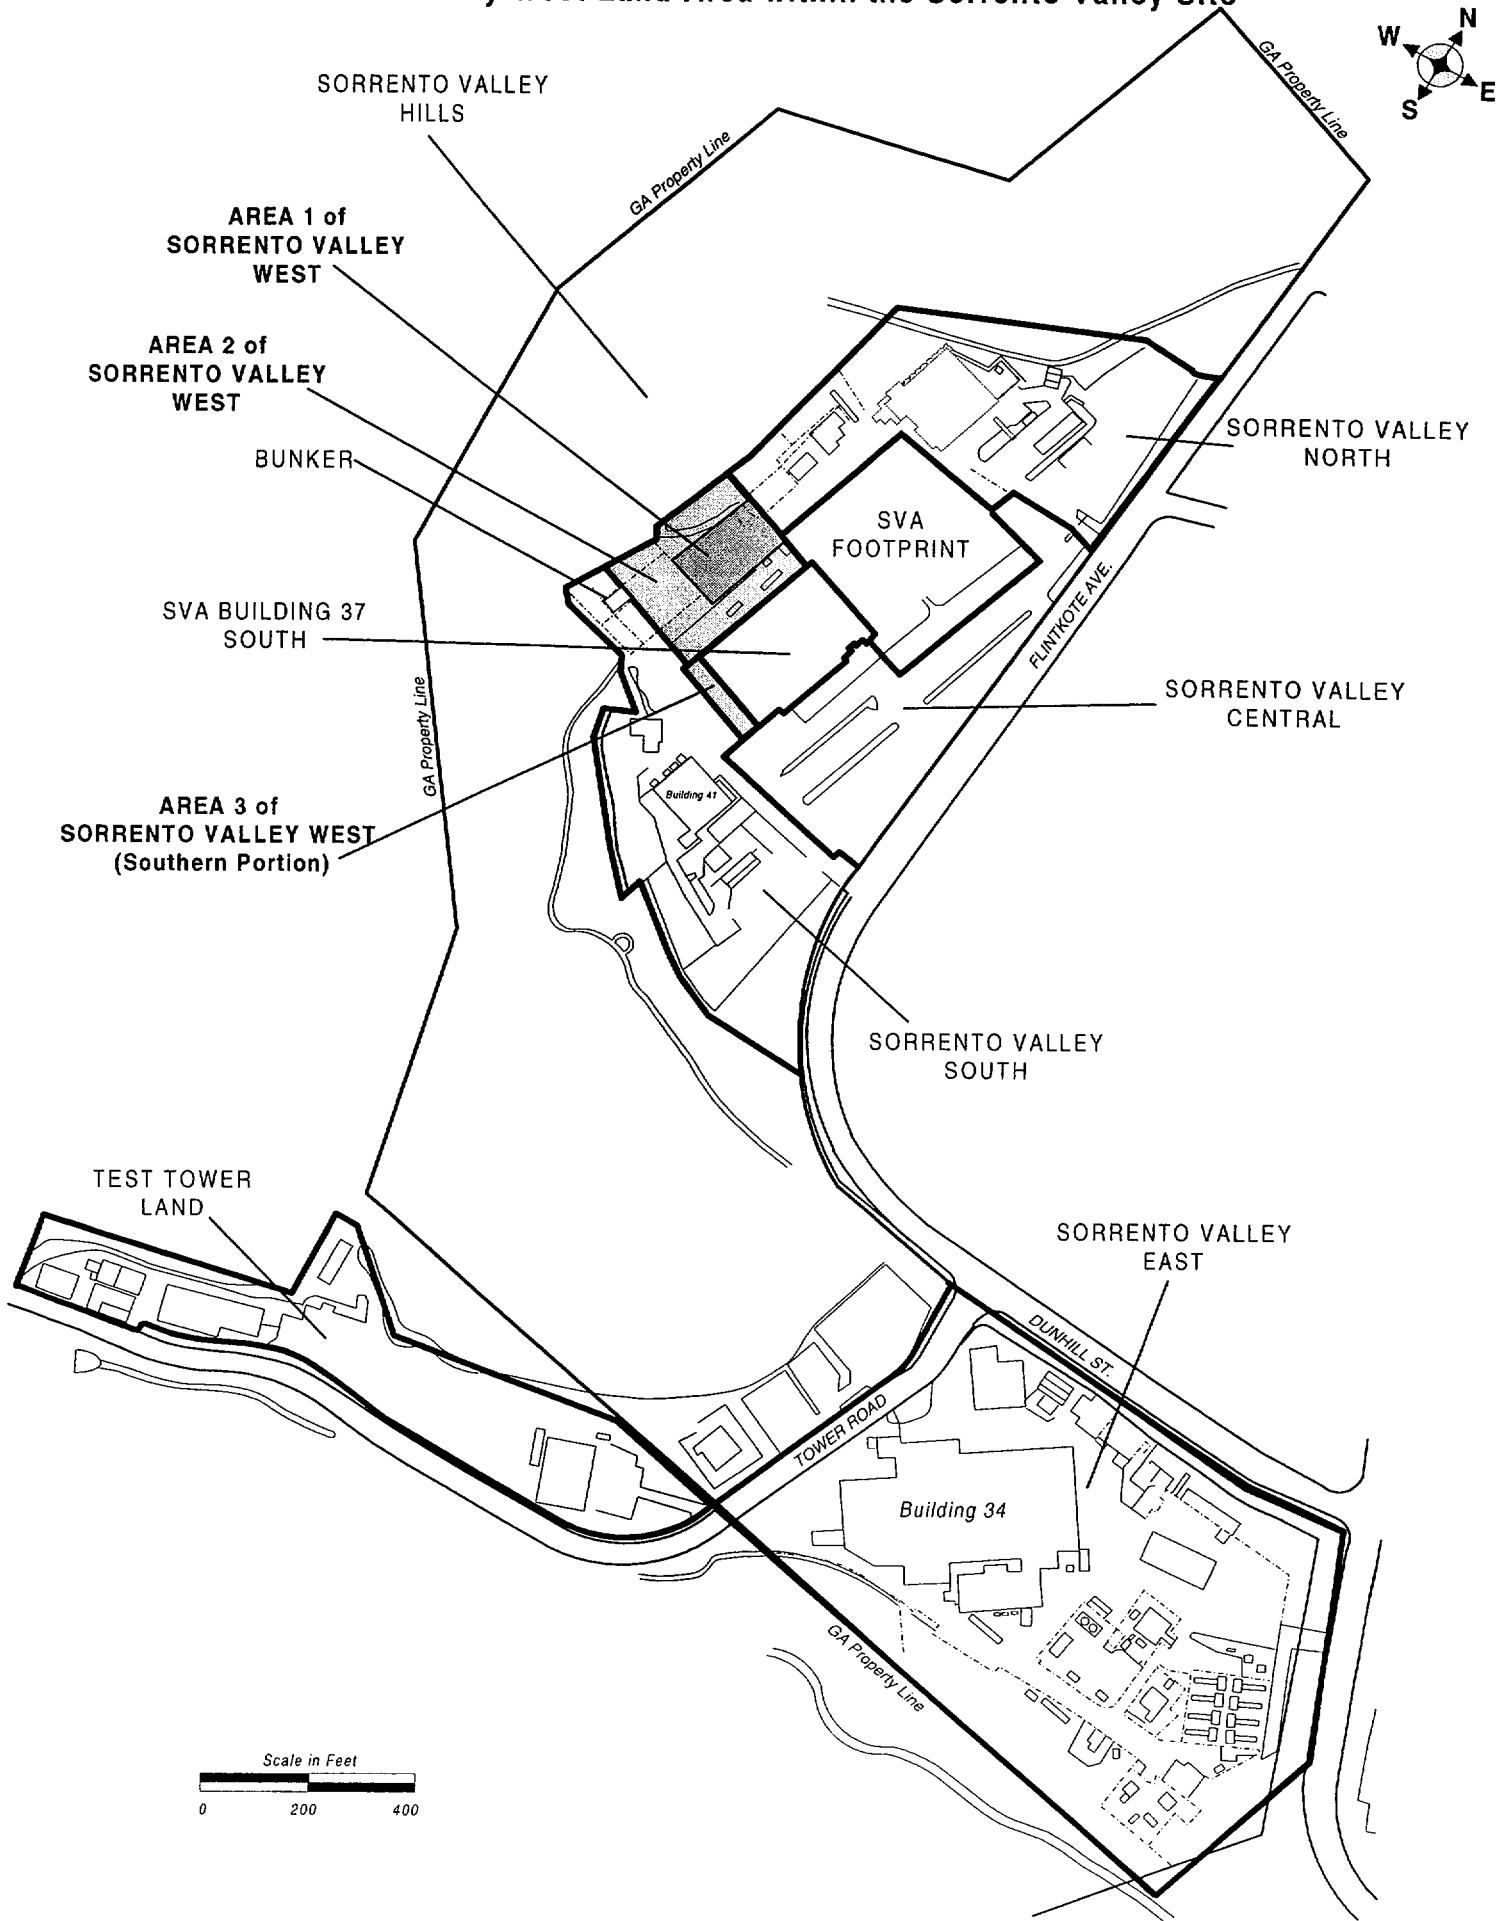 N
W
S
E
SORRENTO VALLEY
HILLS
GA Property Line
GA Property Line
AREA 1 of
SORRENTO VALLEY
WEST
AREA 2 of
SORRENTO VALLEY
WEST
BUNKER
SORRENTO VALLEY
NORTH
SVA
FOOTPRINT
FLINTKOTE AVE.
SVA BUILDING 37
SOUTH
SORRENTO VALLEY
CENTRAL
GA Property Line
Building 41
AREA 3 of
SORRENTO VALLEY WEST
(Southern Portion)
SORRENTO VALLEY
SOUTH
TEST TOWER
LAND
SORRENTO VALLEY
EAST
DUNHILL ST.
TOWER ROAD
Building 34
GA Property Line
Scale in Feet
0 200 400